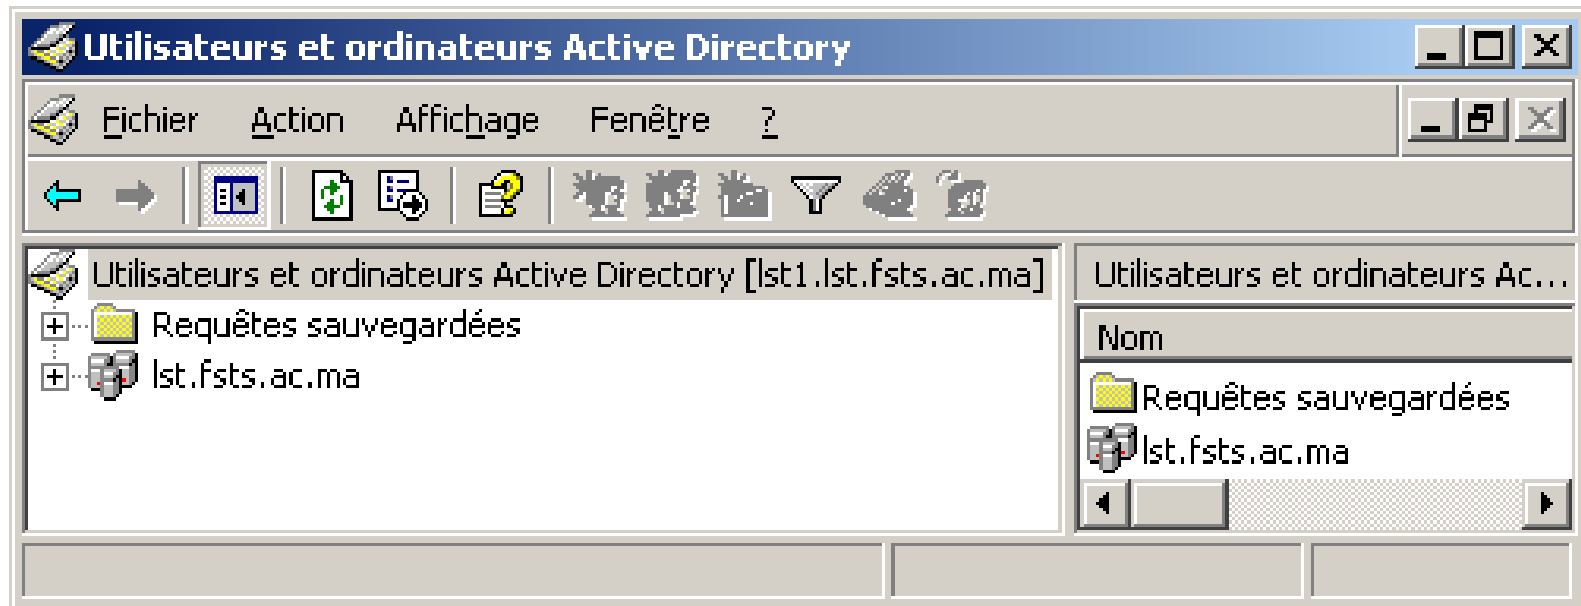 Utilisateurs et ordinateurs Active Directory
Fichier Action Affichage Fenêtre ?
Utilisateurs et ordinateurs Active Directory [lst1.lst.fsts.ac.ma]
Requêtes sauvegardées
lst.fsts.ac.ma
Utilisateurs et ordinateurs Ac...
Nom
Requêtes sauvegardées
lst.fsts.ac.ma